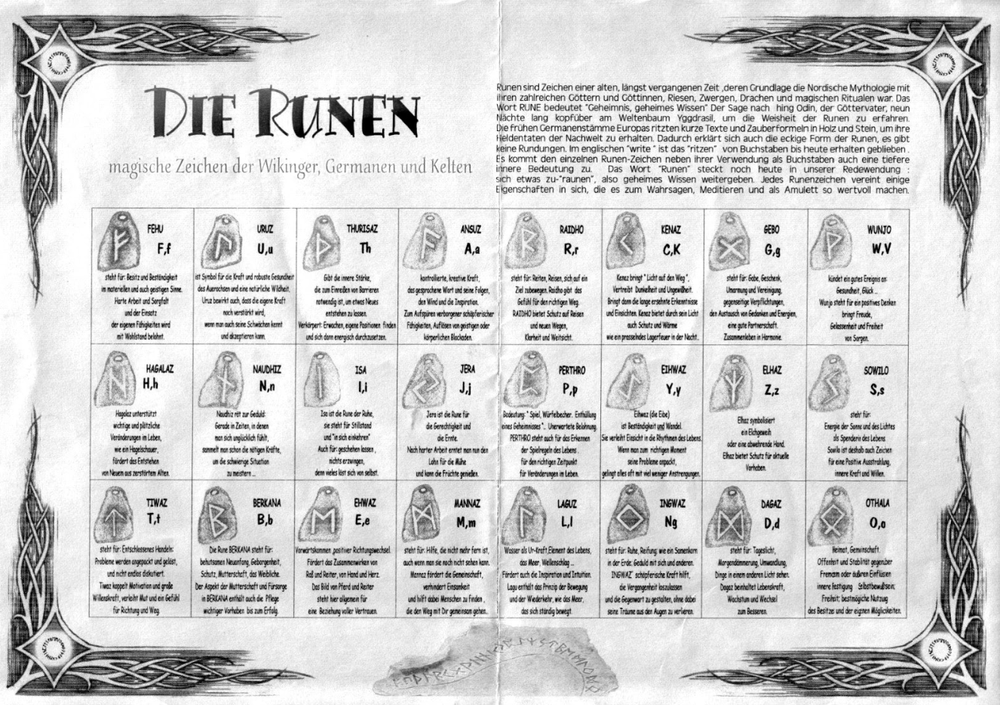 DIE RUNEN
magische Zeichen der Wikinger, Germanen und Kelten
Runen sind Zeichen einer alten, längst vergangenen Zeit ,deren Grundlage die Nordische Mythologie mit
ihren zahlreichen Göttern und Göttinnen, Riesen, Zwergen, Drachen und magischen Ritualen war. Das
Wort RUNE bedeutet "Geheimnis, geheimes Wissen" Der Sage nach hing Odin, der Göttervater, neun
Nächte lang kopfüber am Weltenbaum Yggdrasil, um die Weisheit der Runen zu erfahren.
Die frühen Germanenstämme Europas ritzten kurze Texte und Zauberformeln in Holz und Stein, um ihre
Heldentaten der Nachwelt zu erhalten. Dadurch erklärt sich auch die eckige Form der Runen, es gibt
keine Rundungen. Im englischen "write " ist das "ritzen" von Buchstaben bis heute erhalten geblieben .
Es kommt den einzelnen Runen-Zeichen neben ihrer Verwendung als Buchstaben auch eine tiefere
innere Bedeutung zu. Das Wort "Runen" steckt noch heute in unserer Redewendung :
sich etwas zu-"raunen", also geheimes Wissen weitergeben. Jedes Runenzeichen vereint einige
Eigenschaften in sich, die es zum Wahrsagen, Meditieren und als Amulett so wertvoll machen.
FEHU
F,f
steht für: Besitz und Beständigkeit
im materiellen und auch geistigen Sinne.
Harte Arbeit und Sorgfalt
und der Einsatz
der eigenen Fähigkeiten wird
mit Wohlstand belohnt.
URUZ
U,u
ist Symbol für die Kraft und robuste Gesundheit
des Auerochsen und eine natürliche Wildheit.
Uruz bewirkt auch, dass die eigene Kraft
noch verstärkt wird,
wenn man auch seine Schwächen kennt
und akzeptieren kann.
THURISAZ
Th
Gibt die innere Stärke,
die zum Einreißen von Barrieren
notwendig ist, um etwas Neues
entstehen zu lassen.
Verkörpert: Erwachen, eigene Positionen finden
und sich dann energisch durchzusetzen.
ANSUZ
A,a
kontrollierte, kreative Kraft,
das gesprochene Wort und seine Folgen,
den Wind und die Inspiration.
Zum Aufspüren verborgener schöpferischer
Fähigkeiten, Auflösen von geistigen oder
körperlichen Blockaden.
RAIDHO
R,r
steht für: Reiten, Reisen, sich auf ein
Ziel zubewegen. Raidho gibt das
Gefühl für den richtigen Weg.
RAIDHO bietet Schutz auf Reisen
und neuen Wegen,
Klarheit und Weitsicht.
KENAZ
C,K
Kenaz bringt " Licht auf den Weg ".
Vertreibt Dunkelheit und Ungewißheit.
Bringt dann die lange ersehnte Erkenntnisse
und Einsichten. Kenaz bietet durch sein Licht
auch Schutz und Wärme
wie ein prasselndes Lagerfeuer in der Nacht.
GEBO
G,g
steht für: Gabe, Geschenk,
Umarmung und Vereinigung,
gegenseitige Verpflichtungen,
den Austausch von Gedanken und Energien,
eine gute Partnerschaft.
Zusammenleben in Harmonie.
WUNJO
W,V
kündet ein gutes Ereignis an:
Gesundheit, Glück ..
Wunjo steht für ein positives Denken
bringt Freude,
Gelassenheit und Freiheit
von Sorgen.
HAGALAZ
H,h
Hagalaz unterstützt
wichtige und plötzliche
Veränderungen im Leben,
wie ein Hagelschauer,
fördert das Entstehen
von Neuem aus zerstörtem Alten.
NAUDHIZ
N,n
Naudhiz rät zur Geduld:
Gerade in Zeiten, in denen
man sich unglücklich fühlt,
sammelt man schon die nötigen Kräfte,
um die schwierige Situation
zu meistern ...
ISA
I,i
Isa ist die Rune der Ruhe,
sie steht für Stillstand
und "in sich einkehren"
Auch für: geschehen lassen ,
nichts erzwingen,
denn vieles löst sich von selbst.
JERA
J,j
Jera ist die Rune für
die Gerechtigkeit und
die Ernte.
Nach harter Arbeit erntet man nun den
Lohn für die Mühe
und kann die Früchte genießen.
PERTHRO
P,p
Bedeutung: " Spiel, Würfelbecher. Enthüllung
eines Geheimnisses ".. Unerwartete Belohnung.
PERTHRO steht auch für das Erkennen
der Spielregeln des Lebens .
für den richtigen Zeitpunkt
für Veränderungen im Leben.
EIHWAZ
Y,y
Eihwaz (die Eibe)
ist Beständigkeit und Wandel.
Sie verleiht Einsicht in die Rhythmen des Lebens.
Wenn man zum richtigen Moment
seine Probleme anpackt,
gelingt alles oft mit viel weniger Anstrengungen.
ELHAZ
Z,z
Elhaz symbolisiert
ein Elchgeweih
oder eine abwehrende Hand.
Elhaz bietet Schutz für aktuelle
Vorhaben.
SOWILO
S,s
steht für:
Energie der Sonne und des Lichtes
als Spenderin des Lebens
Sowilo ist deshalb auch Zeichen
für eine Positive Ausstrahlung,
innere Kraft und Willen.
TIWAZ
T,t
steht für: Entschlossenes Handeln:
Probleme werden angepackt und gelöst,
und nicht endlos diskutiert.
Tiwaz koppelt Motivation und große
Willenskraft, verleiht Mut und ein Gefühl
für Richtung und Weg.
BERKANA
B,b
Die Rune BERKANA steht für:
behutsamen Neuanfang, Geborgenheit,
Schutz, Mutterschaft, das Weibliche.
Der Aspekt der Mutterschaft und Fürsorge
in BERKANA enthält auch die Pflege
wichtiger Vorhaben bis zum Erfolg.
EHWAZ
E,e
Vorwärtskommen ,positiver Richtungswechsel.
Fördert das Zusammenwirken von
Roß und Reiter, von Hand und Herz.
Das Bild von Pferd und Reiter
steht hier allgemein für
eine Beziehung voller Vertrauen.
MANNAZ
M,m
steht für: Hilfe, die nicht mehr fern ist,
auch wenn man sie noch nicht sehen kann.
Mannaz fördert die Gemeinschaft,
verhindert Einsamkeit
und hilft dabei Menschen zu finden ,
die den Weg mit Dir gemeinsam gehen..
LAGUZ
L,l
Wasser als Ur-Kraft,Element des Lebens,
das Meer, Wellenschlag ...
Fördert auch die Inspiration und Intuition.
Lagu enthält das Prinzip der Bewegung
und der Wiederkehr, wie das Meer,
das sich ständig bewegt.
INGWAZ
Ng
steht für: Ruhe, Reifung: wie ein Samenkorn
in der Erde: Geduld mit sich und anderen.
INGWAZ' schöpferische Kraft hilft,
die Vergangenheit loszulassen
und die Gegenwart zu gestalten, ohne dabei
seine Träume aus den Augen zu verlieren.
DAGAZ
D,d
steht für: Tageslicht,
Morgendämmerung, Umwandlung,
Dinge in einem anderen Licht sehen.
Dagaz beinhaltet Lebenskraft,
Wachstum und Wechsel
zum Besseren.
OTHALA
O,o
Heimat, Gemeinschaft.
Offenheit und Stabilität gegenüber
Fremdem oder äußeren Einflüssen
innere Festigung Selbstbewußtsein;
Freiheit; bestmögliche Nutzung
des Besitzes und der eigenen Möglickeiten.